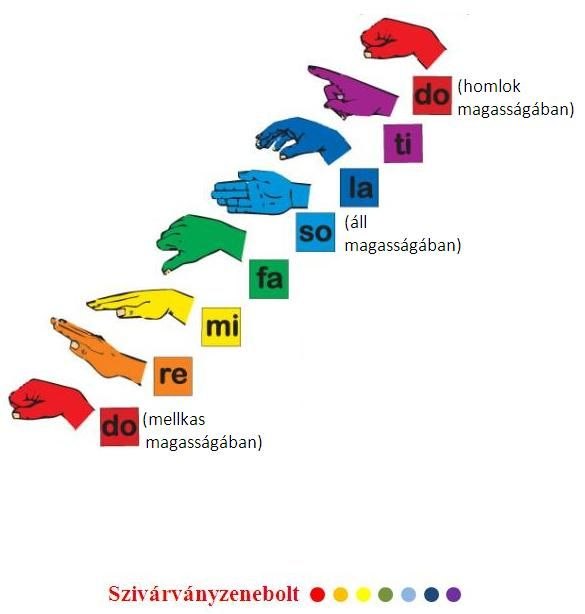 do (homlok
magasságában)
ti
la
so (áll
magasságában)
fa
mi
re
do (mellkas
magasságában)
Szivárványzenebolt